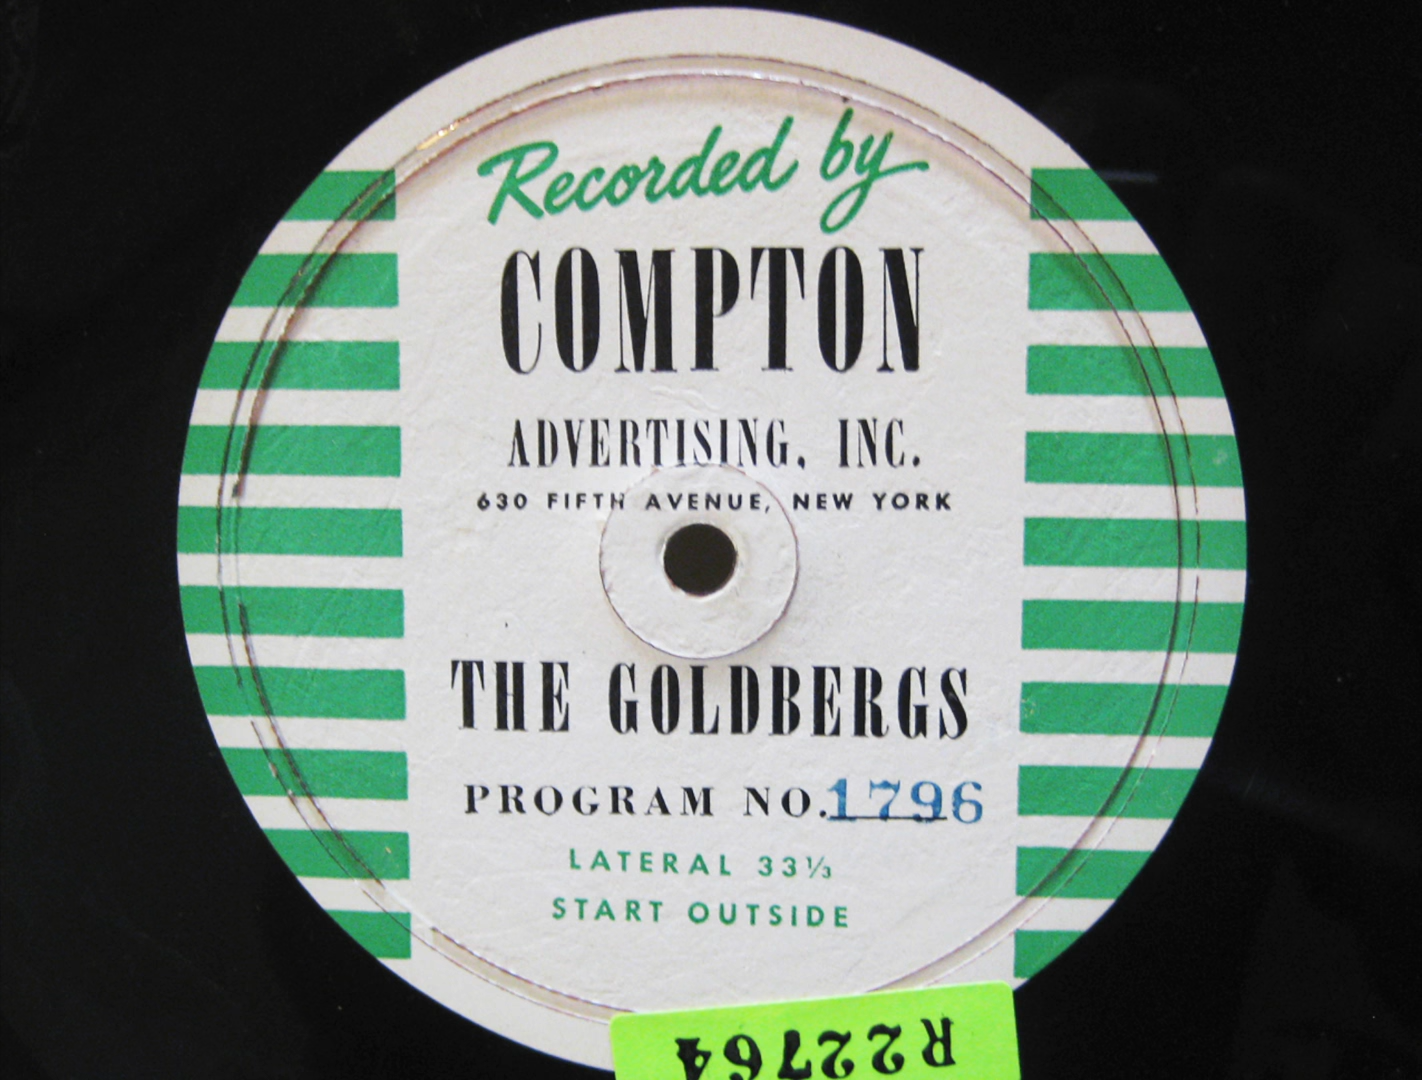 Recorded by
COMPTON
ADVERTISING, INC.
630 FIFTH AVENUE, NEW YORK
THE GOLDBERGS
PROGRAM NO. 1796
LATERAL 33⅓
START OUTSIDE
R22764